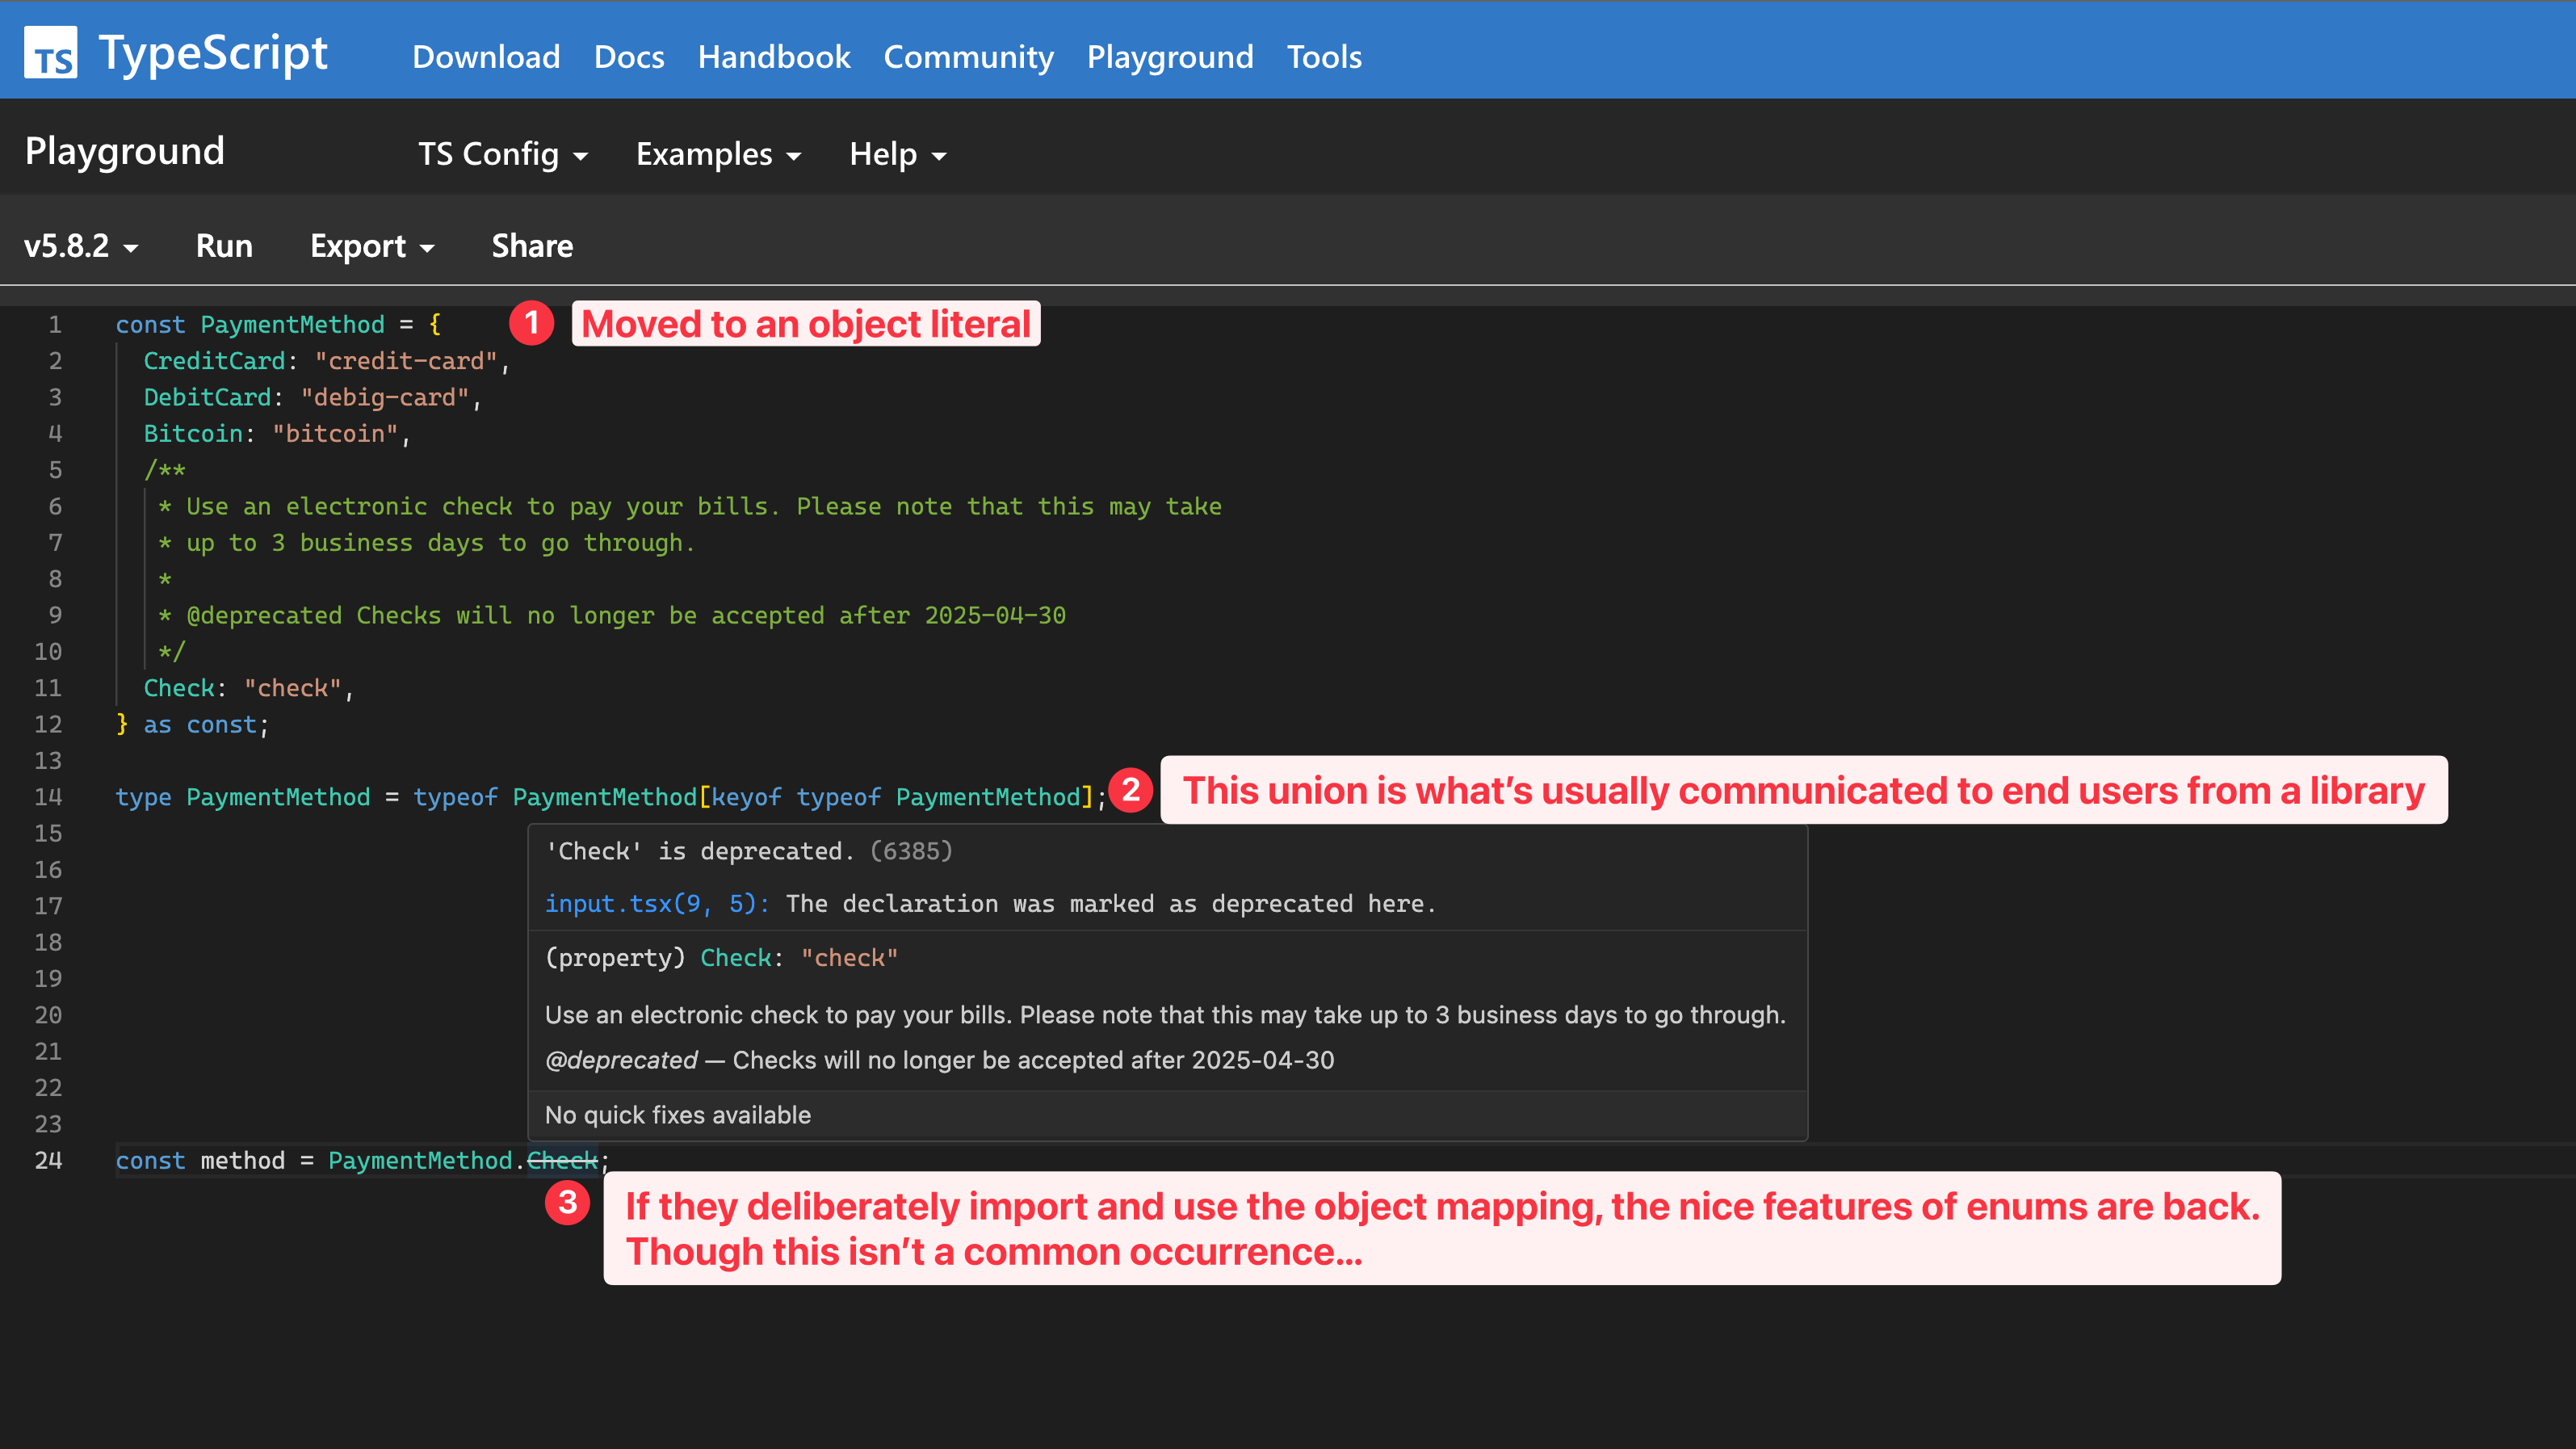 TS TypeScript Download Docs Handbook Community Playground Tools
Playground TS Config Examples Help
v5.8.2 Run Export Share
1 const PaymentMethod = { 1 Moved to an object literal
2 CreditCard: "credit-card",
3 DebitCard: "debig-card",
4 Bitcoin: "bitcoin",
5 /**
6 * Use an electronic check to pay your bills. Please note that this may take
7 * up to 3 business days to go through.
8 *
9 * @deprecated Checks will no longer be accepted after 2025-04-30
10 */
11 Check: "check",
12 } as const;
13
14 type PaymentMethod = typeof PaymentMethod[keyof typeof PaymentMethod]; 2 This union is what's usually communicated to end users from a library
15 'Check' is deprecated. (6385)
16
17 input.tsx(9, 5): The declaration was marked as deprecated here.
18 (property) Check: "check"
19
20 Use an electronic check to pay your bills. Please note that this may take up to 3 business days to go through.
21 @deprecated — Checks will no longer be accepted after 2025-04-30
22
23 No quick fixes available
24 const method = PaymentMethod.Check;
3 If they deliberately import and use the object mapping, the nice features of enums are back.
Though this isn't a common occurrence...